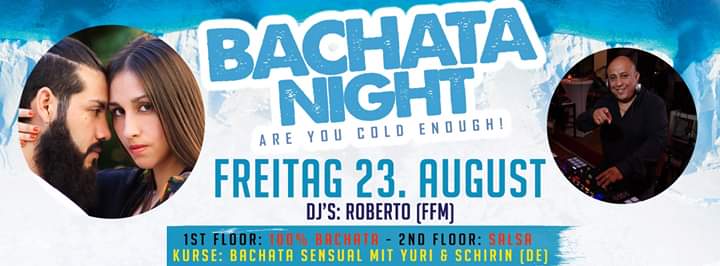 BACHATA
NIGHT
ARE YOU COLD ENOUGH!
FREITAG 23. AUGUST
DJ'S: ROBERTO (FFM)
1ST FLOOR: 100% BACHATA - 2ND FLOOR: SALSA
KURSE: BACHATA SENSUAL MIT YURI & SCHIRIN (DE)